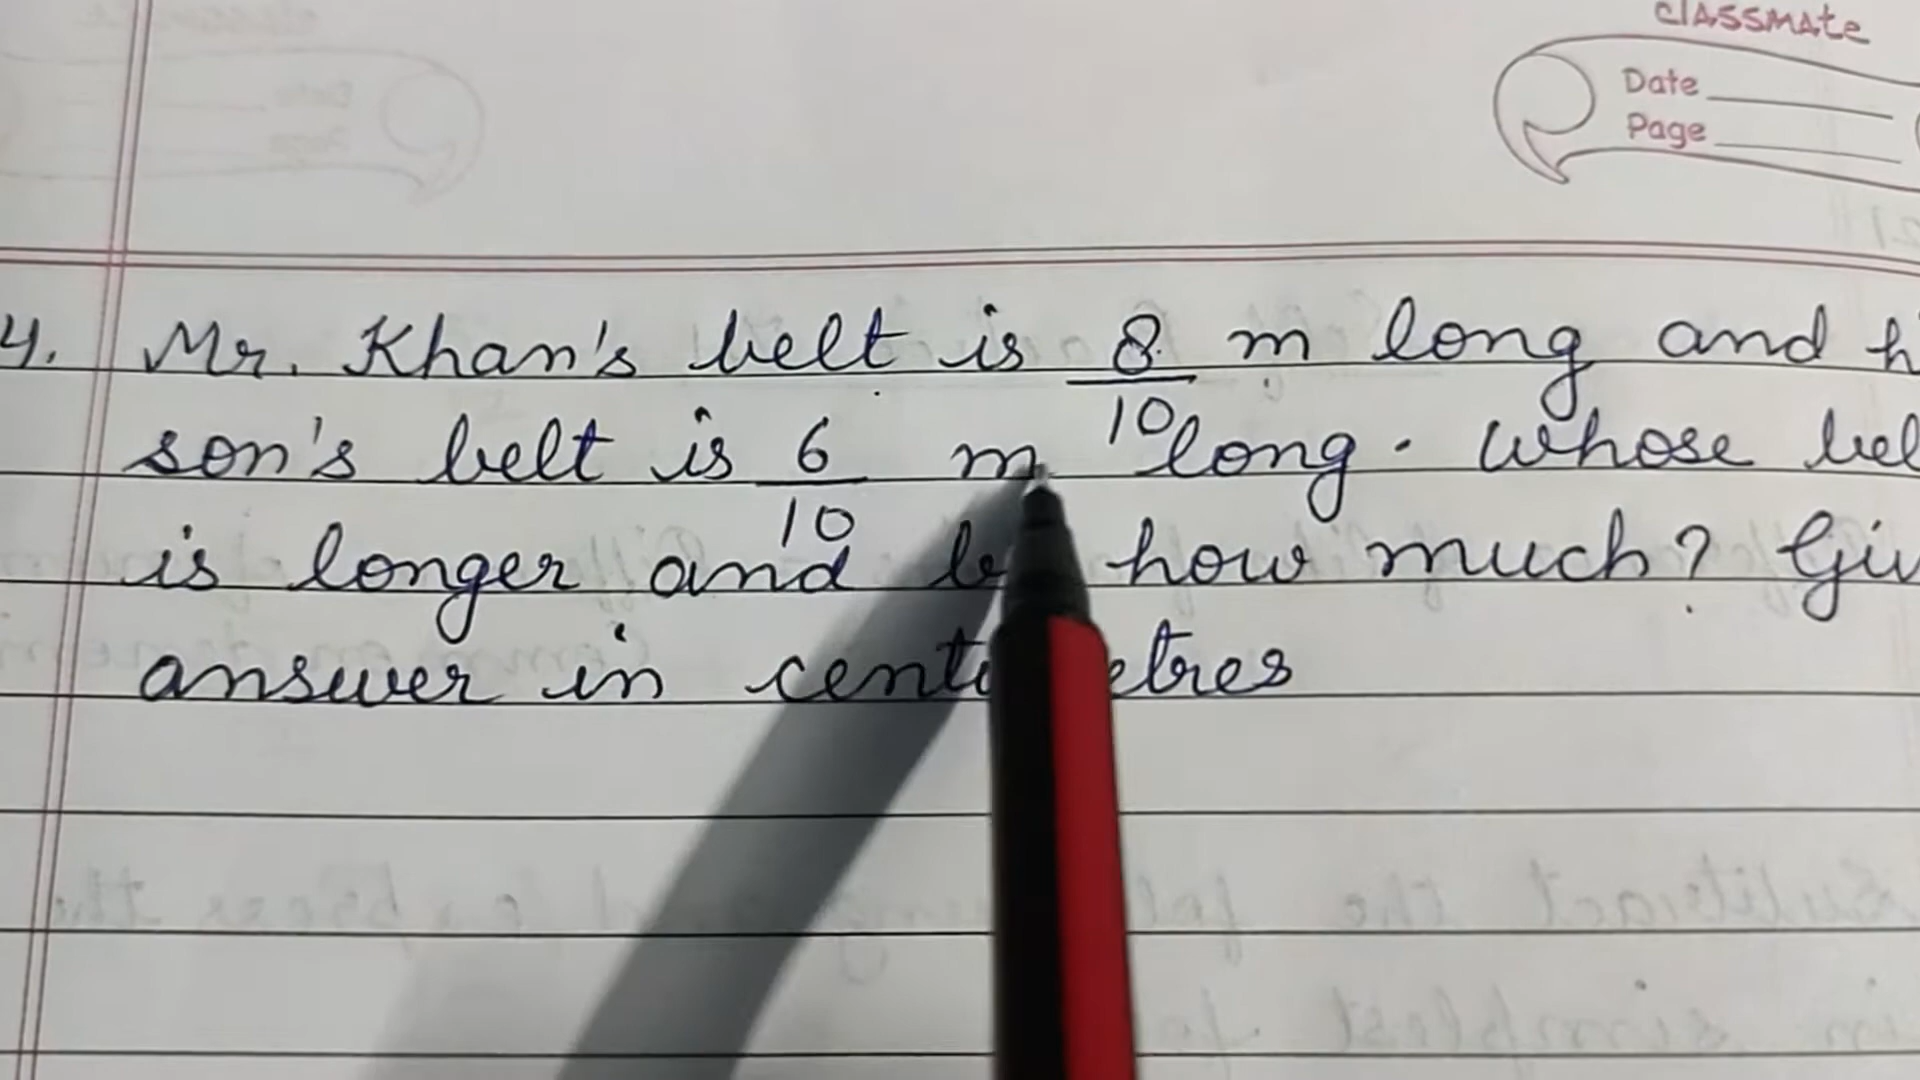 classmate
Date
Page
4. Mr. Khan's belt is 8/10 m long and
son's belt is 6/10 m long. Whose
is longer and how much?
answer in